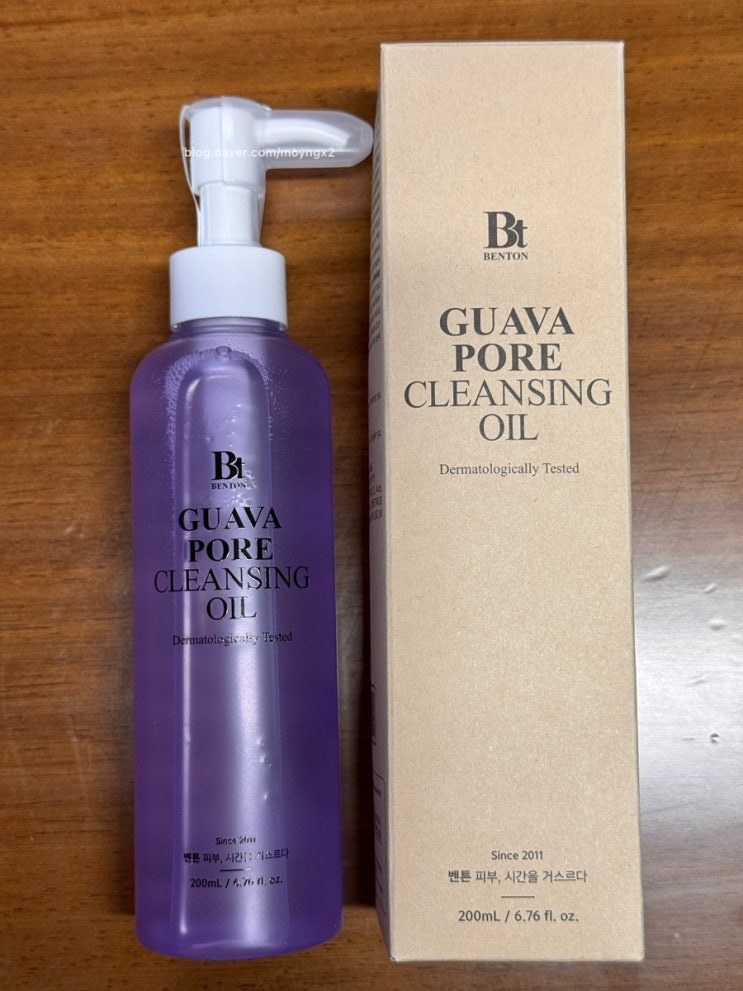 blog.naver.com/moyngx2
Bt
BENTON
GUAVA
PORE
CLEANSING
OIL
Dermatologically Tested
Since 2011
벤튼 피부, 시간을 거스르다
200mL / 6.76 fl. oz.
Bt
BENTON
GUAVA
PORE
CLEANSING
OIL
Dermatologically Tested
Since 2011
벤튼 피부, 시간을 거스르다
200mL / 6.76 fl. oz.